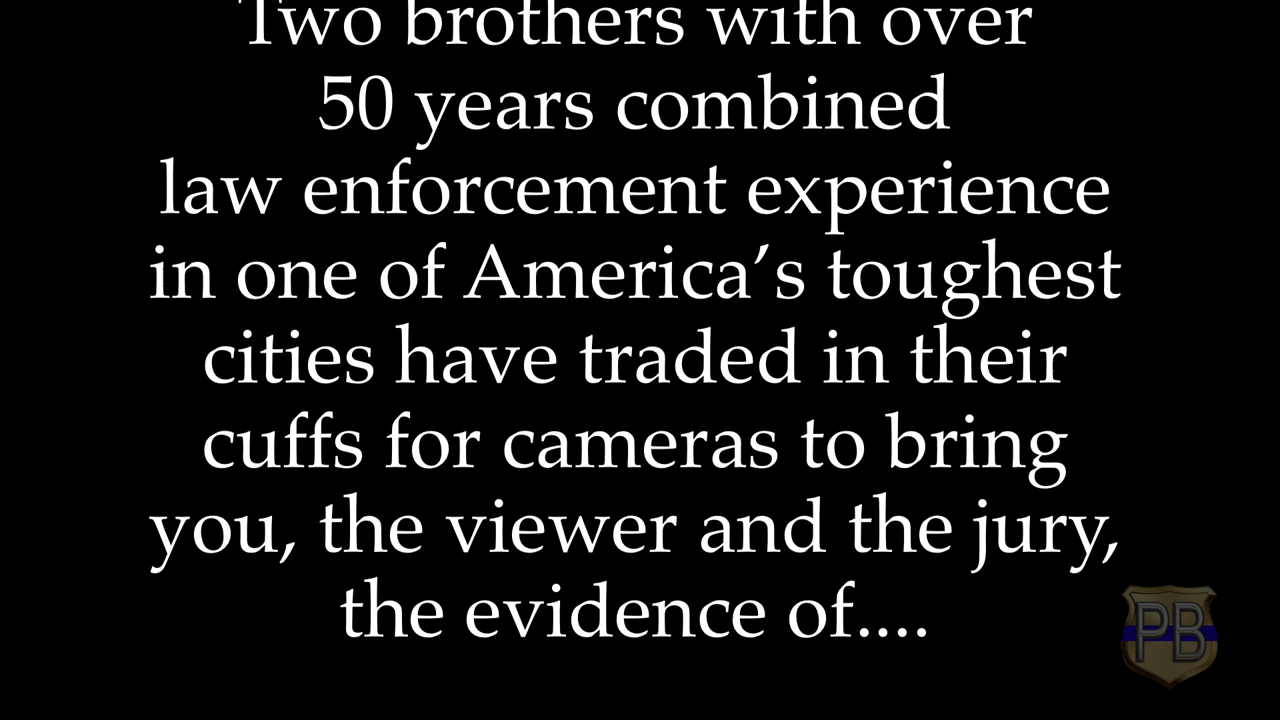 Two brothers with over
50 years combined
law enforcement experience
in one of America’s toughest
cities have traded in their
cuffs for cameras to bring
you, the viewer and the jury,
the evidence of....
PB